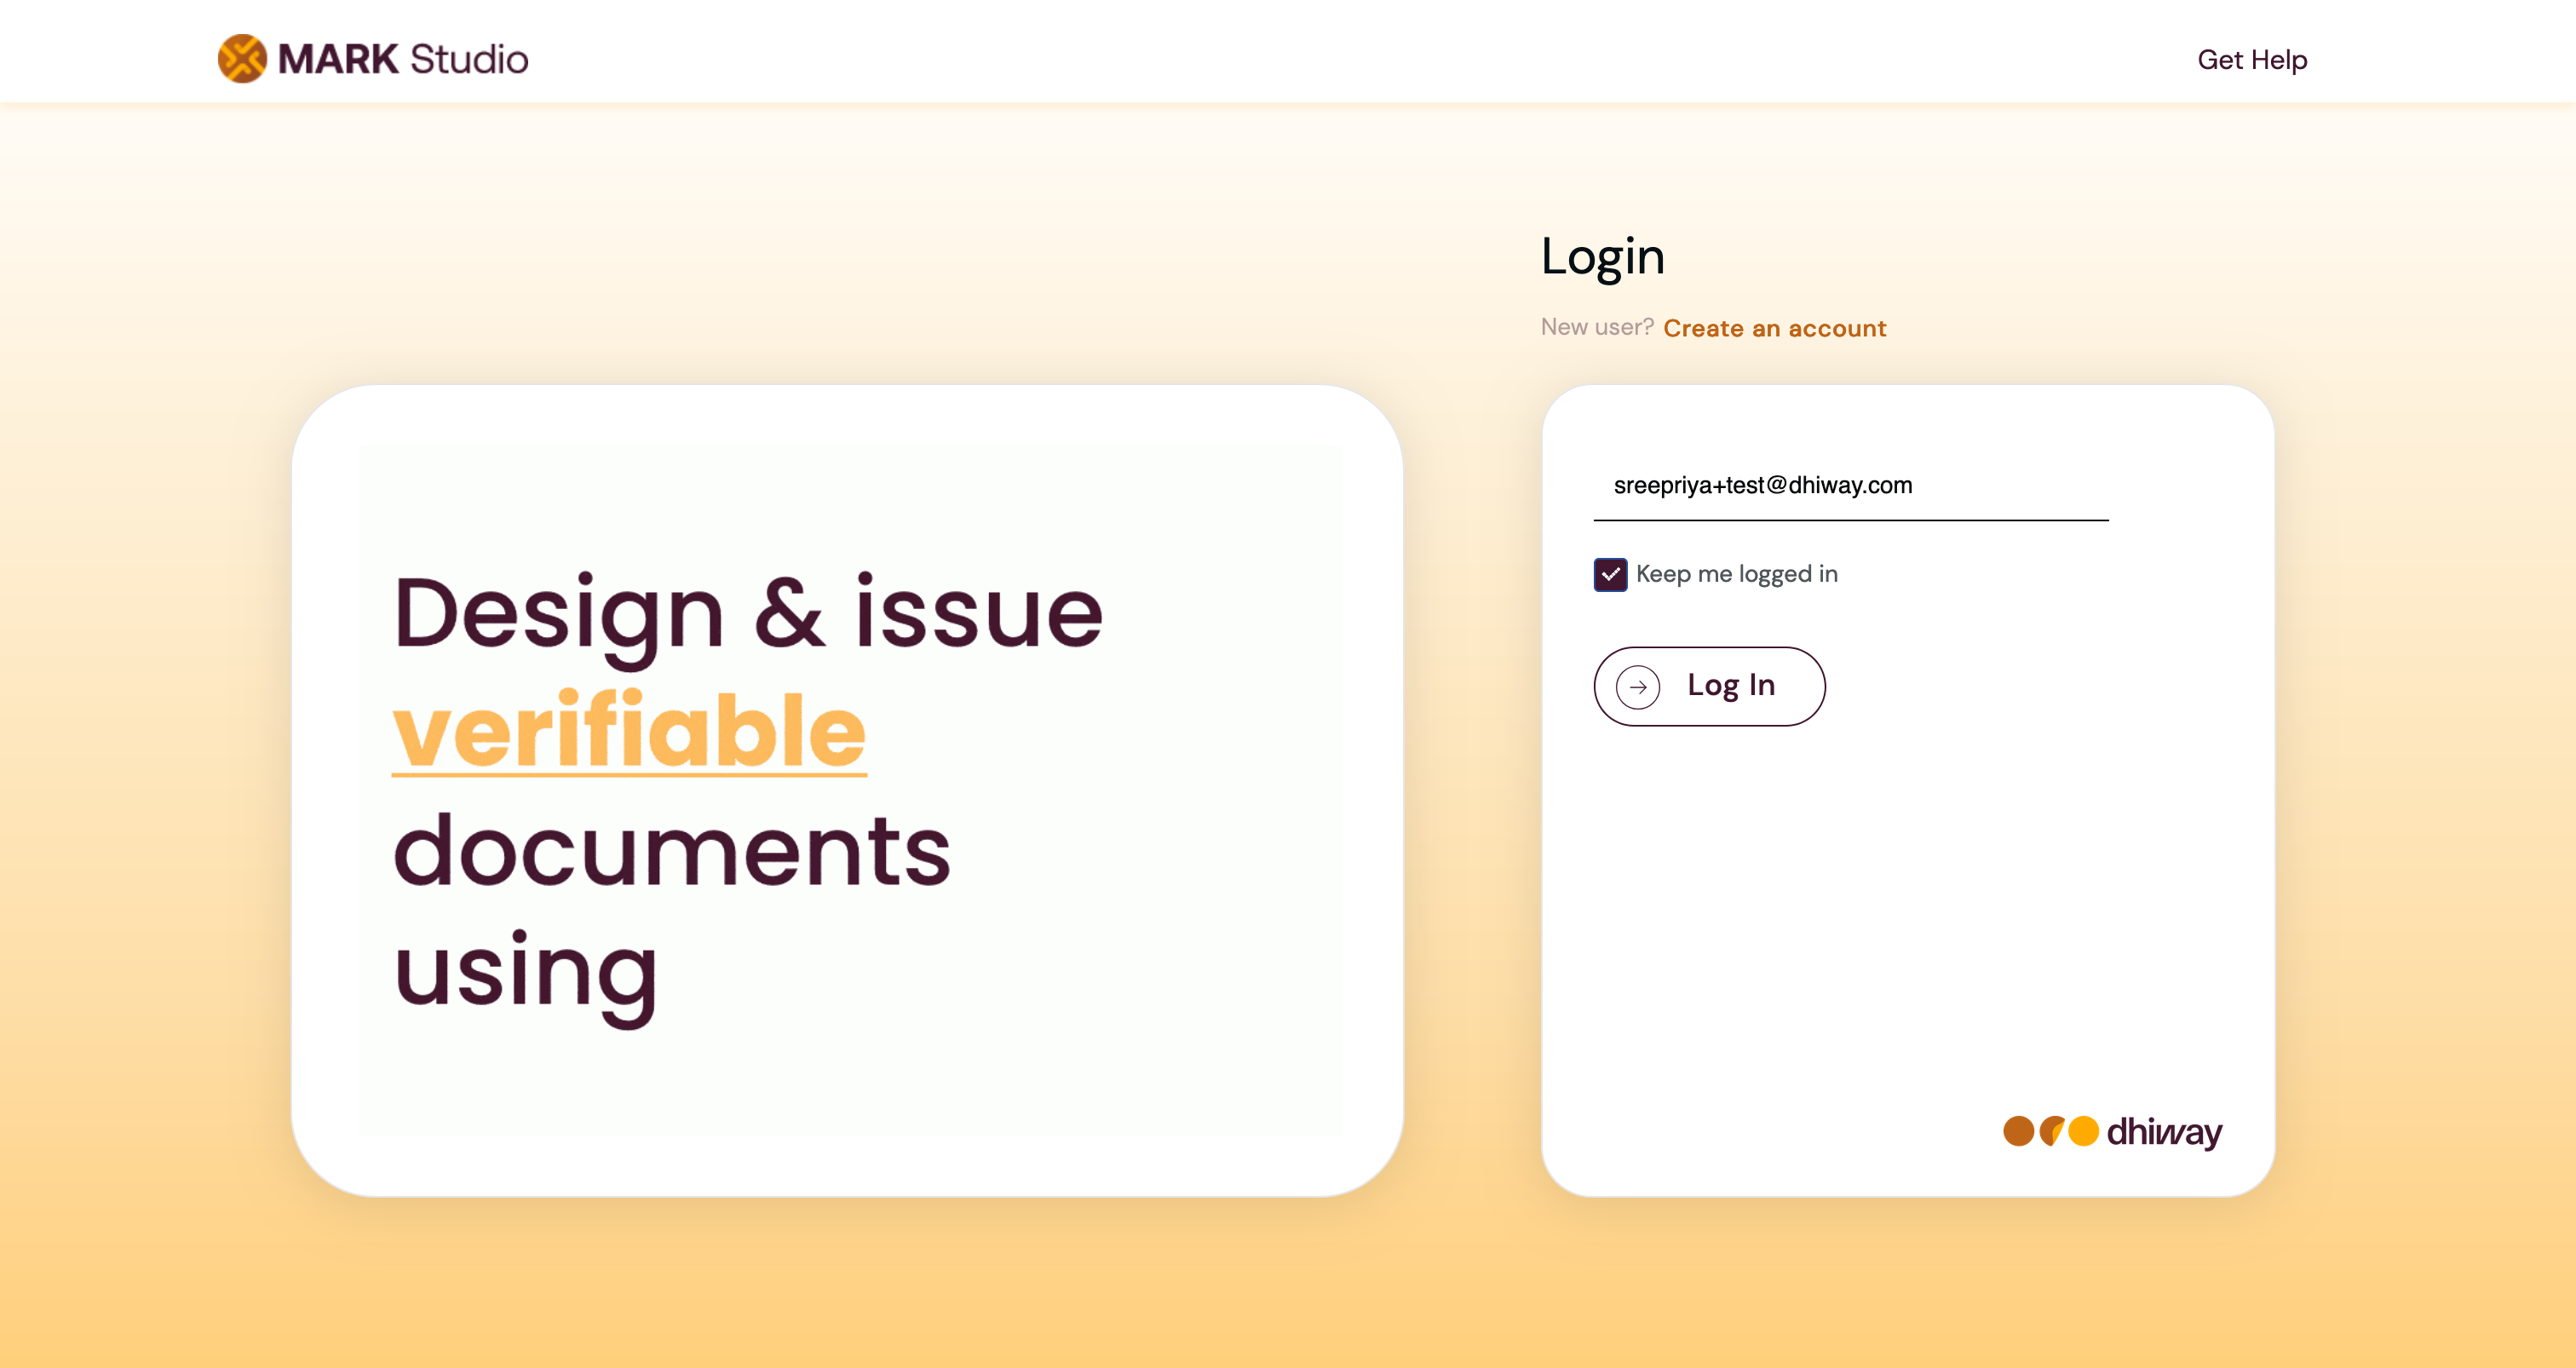 MARK Studio
Get Help
Login
New user? Create an account
Design & issue
verifiable
documents
using
sreepriya+test@dhiway.com
Keep me logged in
Log In
dhiway